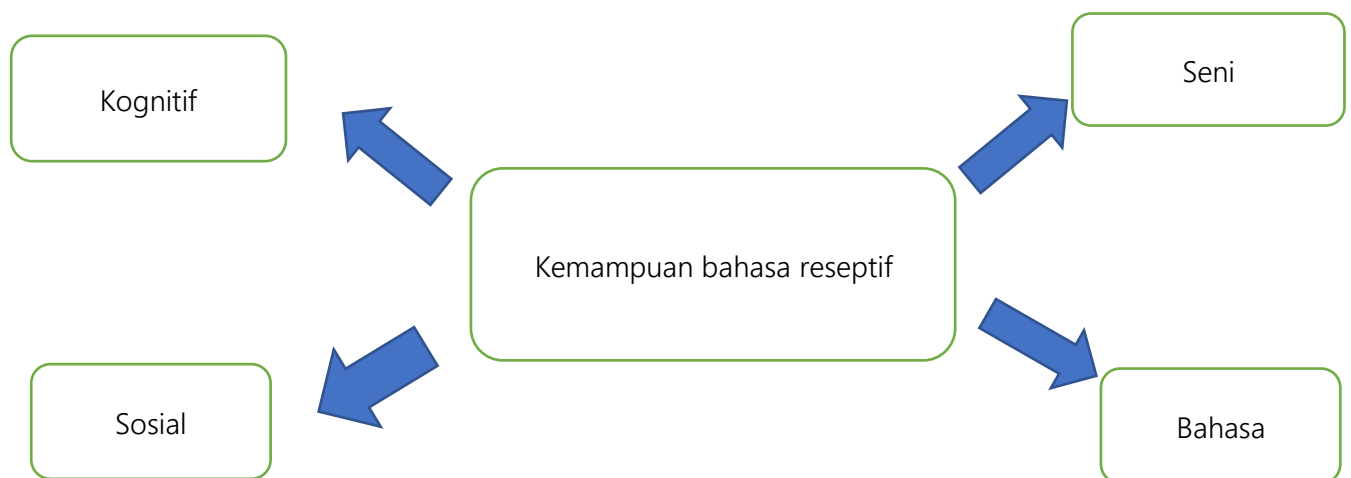 Kognitif
Seni
Kemampuan bahasa reseptif
Sosial
Bahasa